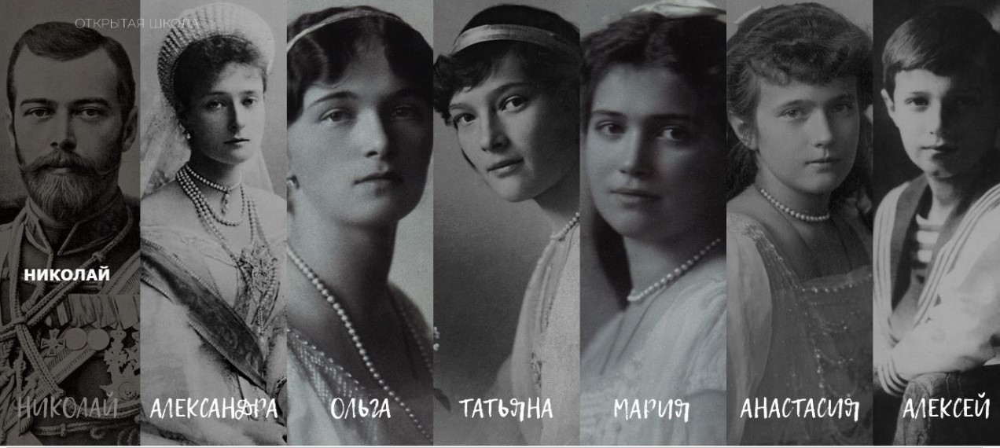 ОТКРЫТАЯ ШКОЛА
НИКОЛАЙ
НИКОЛАЙ АЛЕКСАНДРА ОЛЬГА ТАТЬЯНА МАРИЯ АНАСТАСИЯ АЛЕКСЕЙ